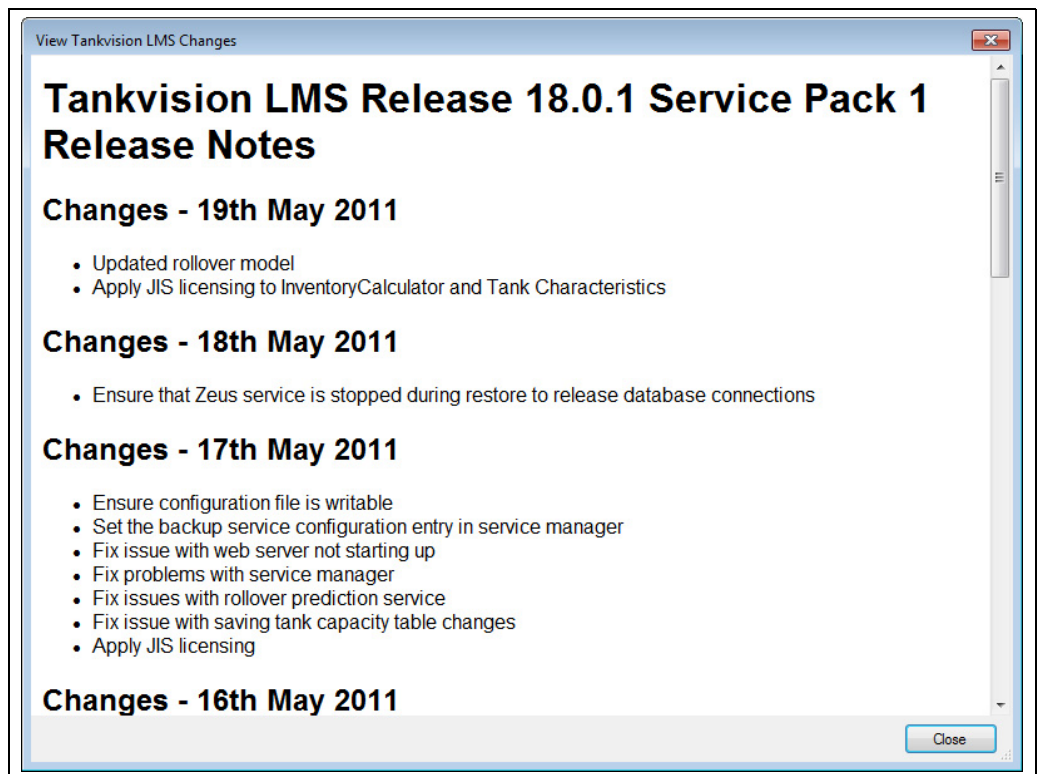 View Tankvision LMS Changes
Tankvision LMS Release 18.0.1 Service Pack 1
Release Notes
Changes - 19th May 2011
• Updated rollover model
• Apply JIS licensing to InventoryCalculator and Tank Characteristics
Changes - 18th May 2011
• Ensure that Zeus service is stopped during restore to release database connections
Changes - 17th May 2011
• Ensure configuration file is writable
• Set the backup service configuration entry in service manager
• Fix issue with web server not starting up
• Fix problems with service manager
• Fix issues with rollover prediction service
• Fix issue with saving tank capacity table changes
• Apply JIS licensing
Changes - 16th May 2011
Close